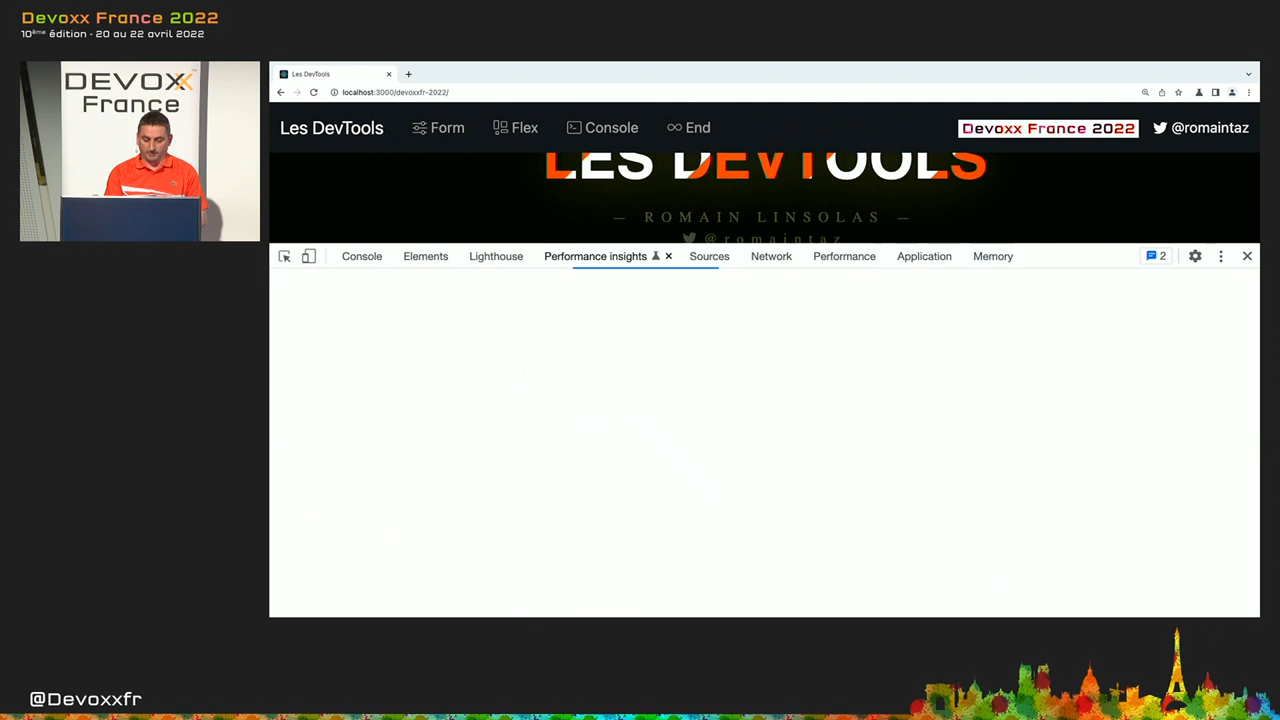 Devoxx France 2022
10ème édition - 20 au 22 avril 2022
DEVOXX™
France
Les DevTools
localhost:3000/devoxxfr-2022/
Les DevTools Form Flex Console End Devoxx France 2022 @romaintaz
LES DEVTOOLS
— ROMAIN LINSOLAS —
@romaintaz
Console Elements Lighthouse Performance insights Sources Network Performance Application Memory 2
@Devoxxfr